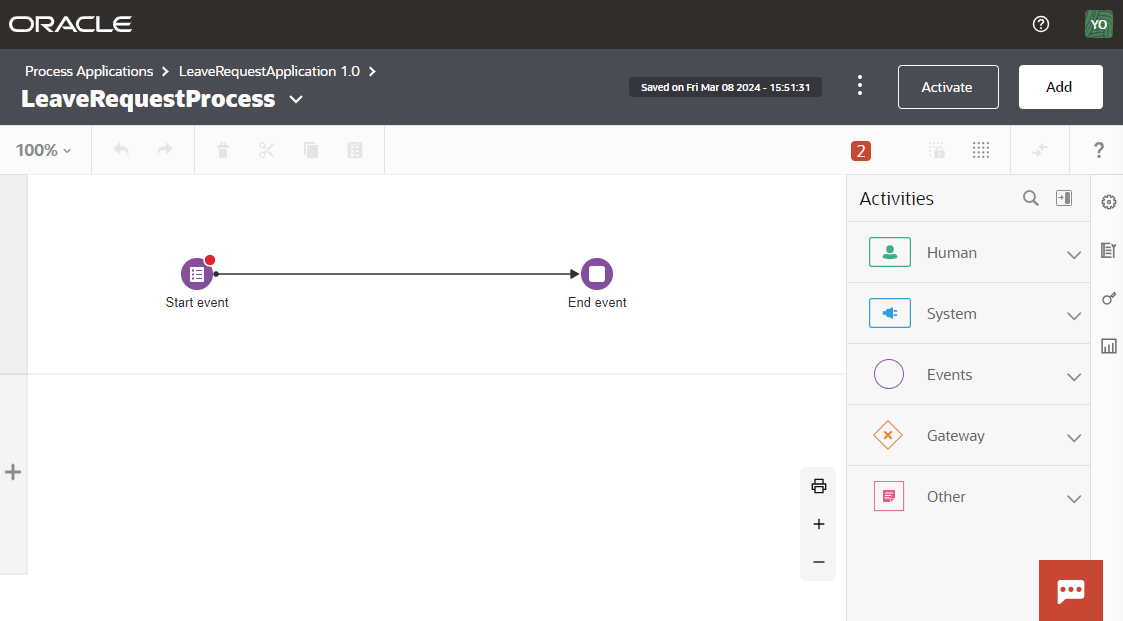 ORACLE
YO
Process Applications > LeaveRequestApplication 1.0 >
LeaveRequestProcess
Saved on Fri Mar 08 2024 - 15:51:31
Activate
Add
100%
2
?
Activities
Human
System
Events
Gateway
Other
Start event
End event